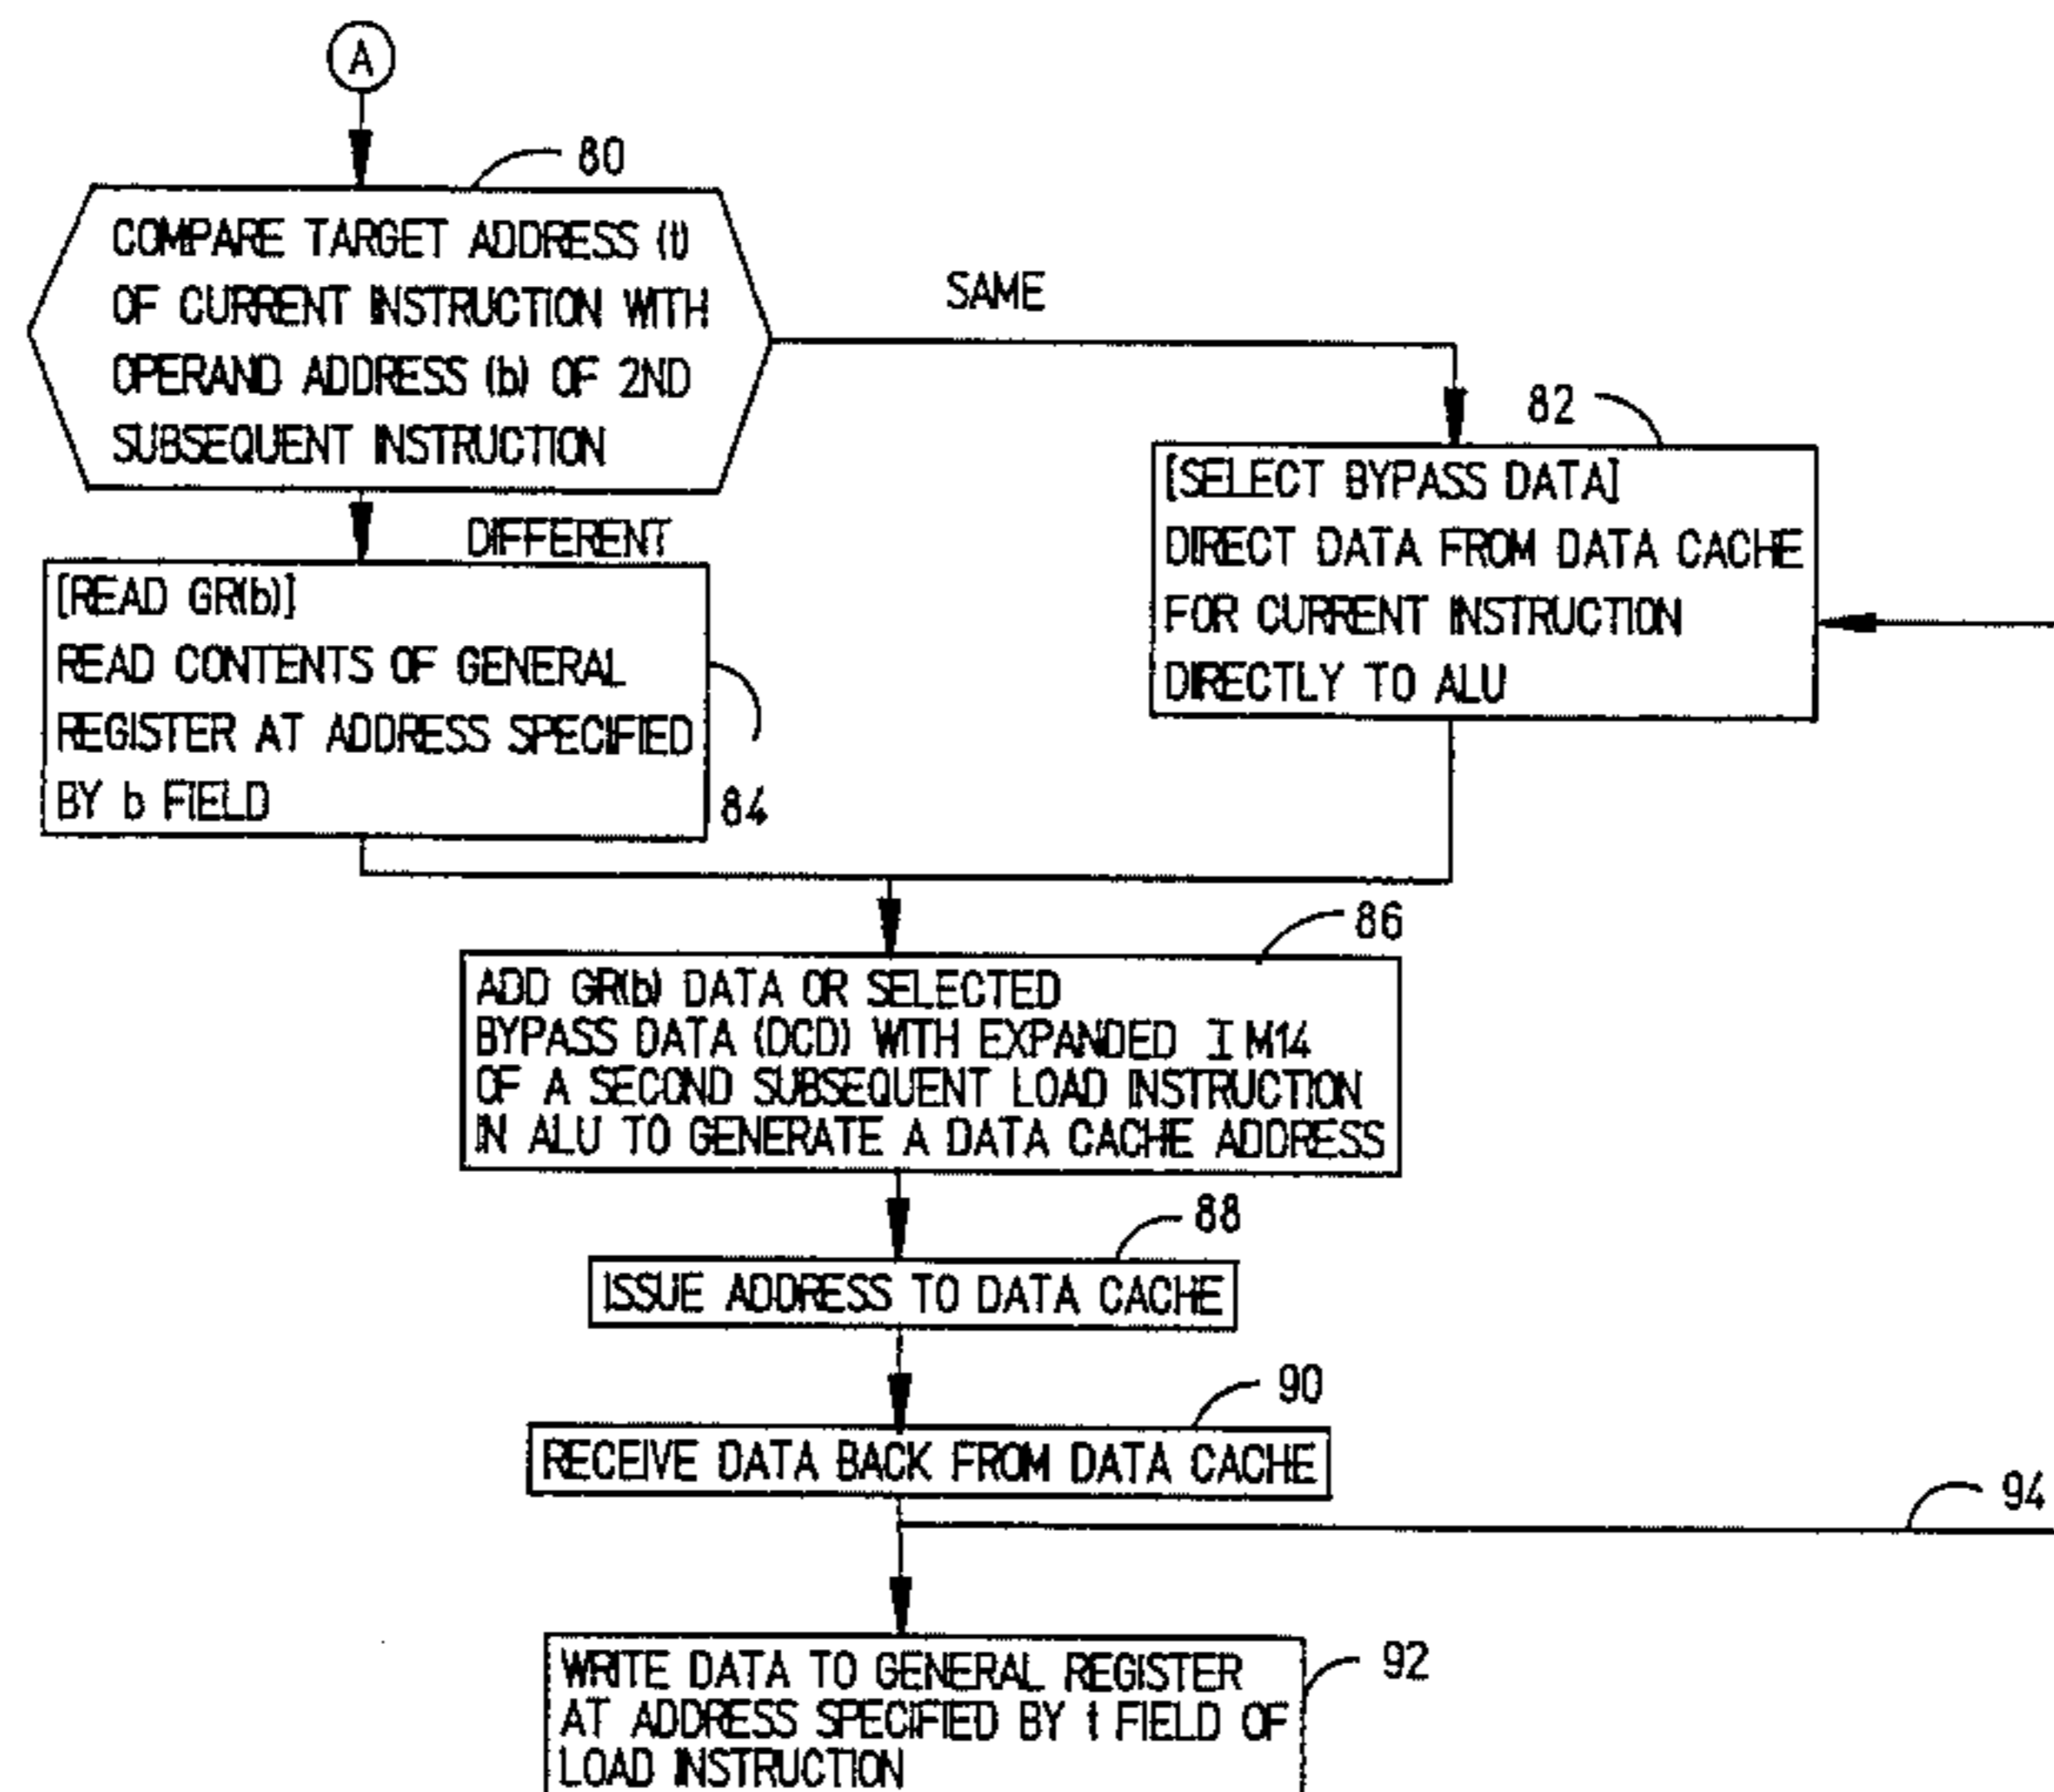 A
80
COMPARE TARGET ADDRESS (t)
OF CURRENT INSTRUCTION WITH
OPERAND ADDRESS (b) OF 2ND
SUBSEQUENT INSTRUCTION
SAME
82
[SELECT BYPASS DATA]
DIRECT DATA FROM DATA CACHE
FOR CURRENT INSTRUCTION
DIRECTLY TO ALU
DIFFERENT
[READ GR(b)]
READ CONTENTS OF GENERAL
REGISTER AT ADDRESS SPECIFIED
BY b FIELD
84
86
ADD GR(b) DATA OR SELECTED
BYPASS DATA (DCD) WITH EXPANDED IM14
OF A SECOND SUBSEQUENT LOAD INSTRUCTION
IN ALU TO GENERATE A DATA CACHE ADDRESS
88
ISSUE ADDRESS TO DATA CACHE
90
RECEIVE DATA BACK FROM DATA CACHE
94
92
WRITE DATA TO GENERAL REGISTER
AT ADDRESS SPECIFIED BY t FIELD OF
LOAD INSTRUCTION